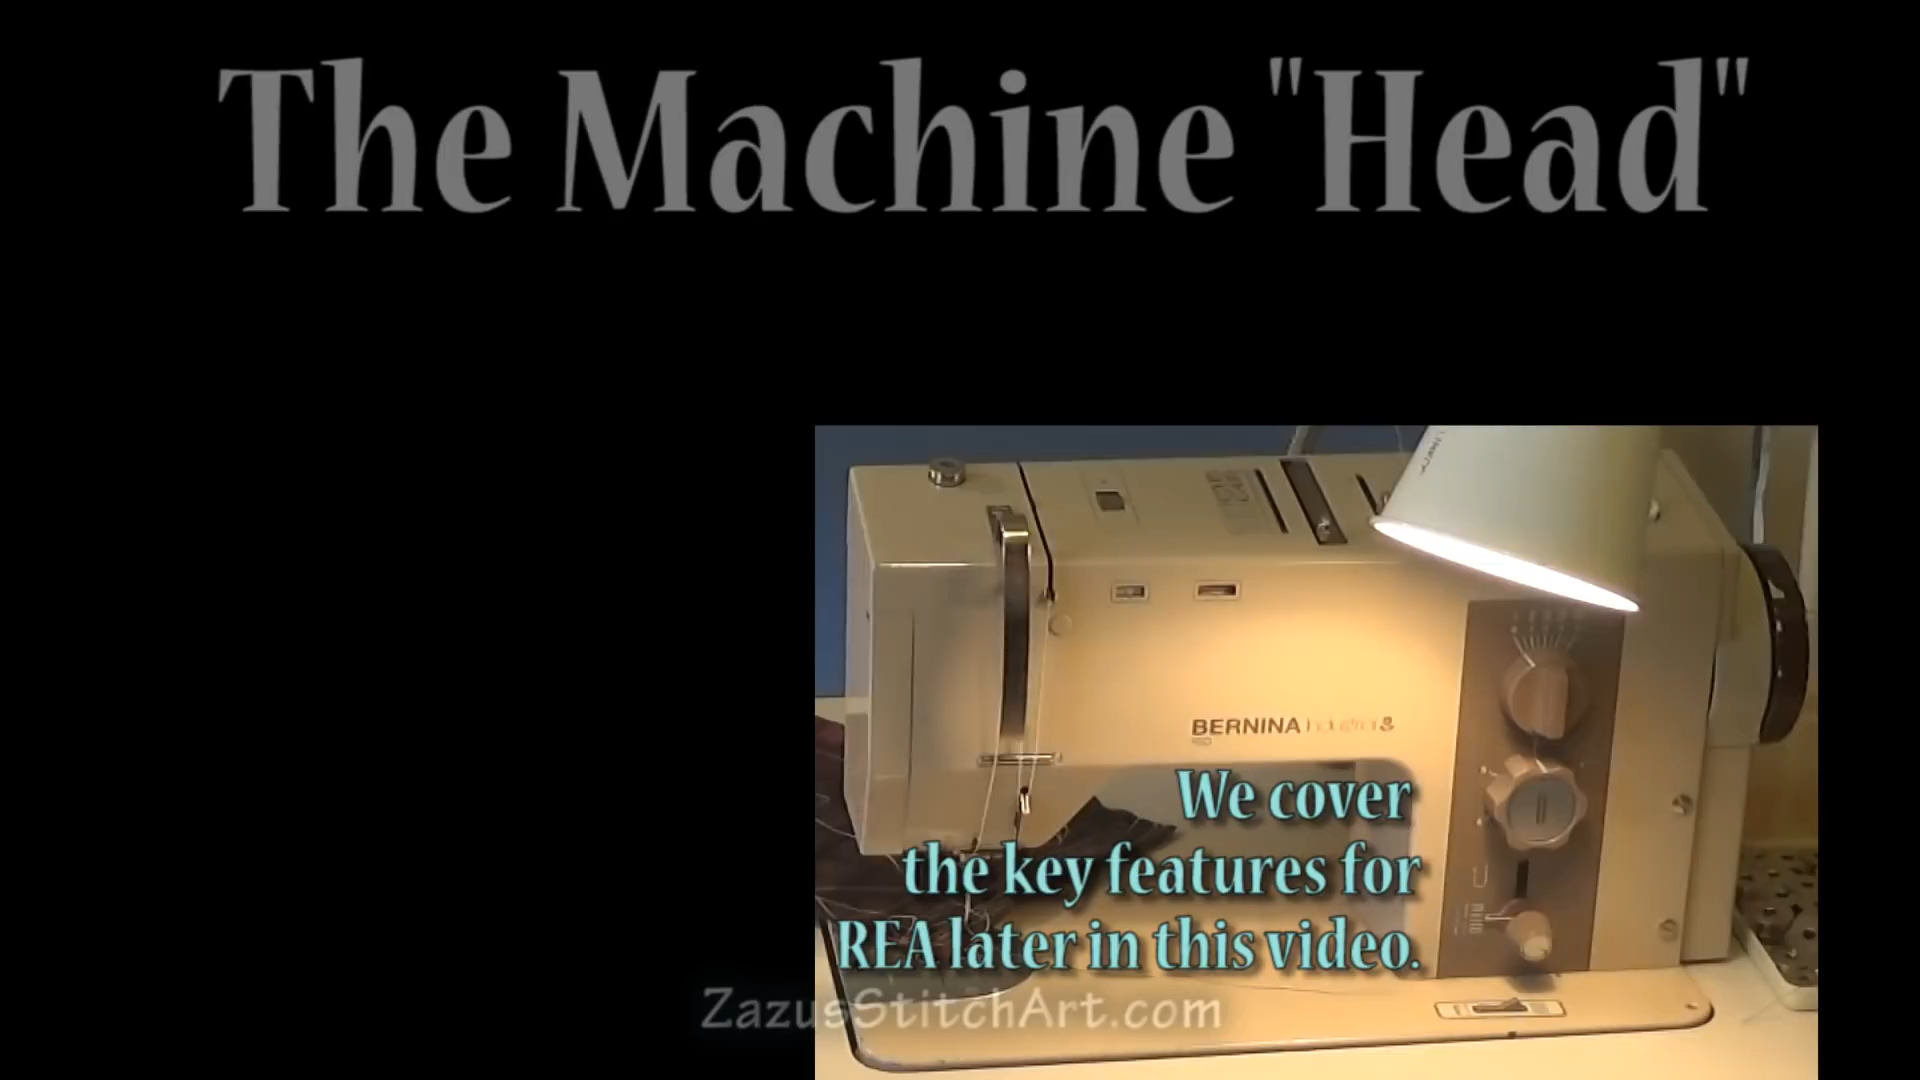 The Machine "Head"
BERNINA
We cover
the key features for
REA later in this video.
ZazusStitchArt.com